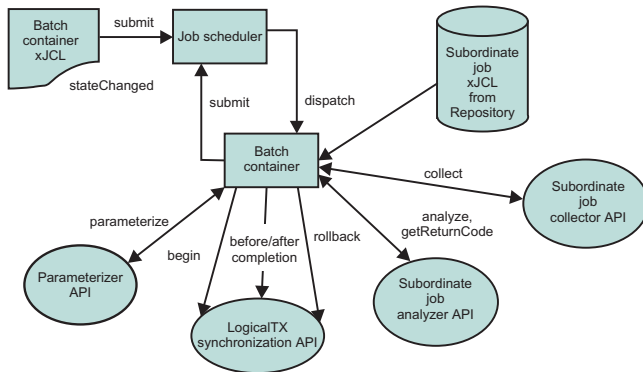 Batch
container
xJCL
submit
Job scheduler
stateChanged
submit
dispatch
Subordinate
job
xJCL
from
Repository
Batch
container
collect
Subordinate
job
collector API
parameterize
begin
before/after
completion
rollback
analyze,
getReturnCode
Parameterizer
API
LogicalTX
synchronization API
Subordinate
job
analyzer API